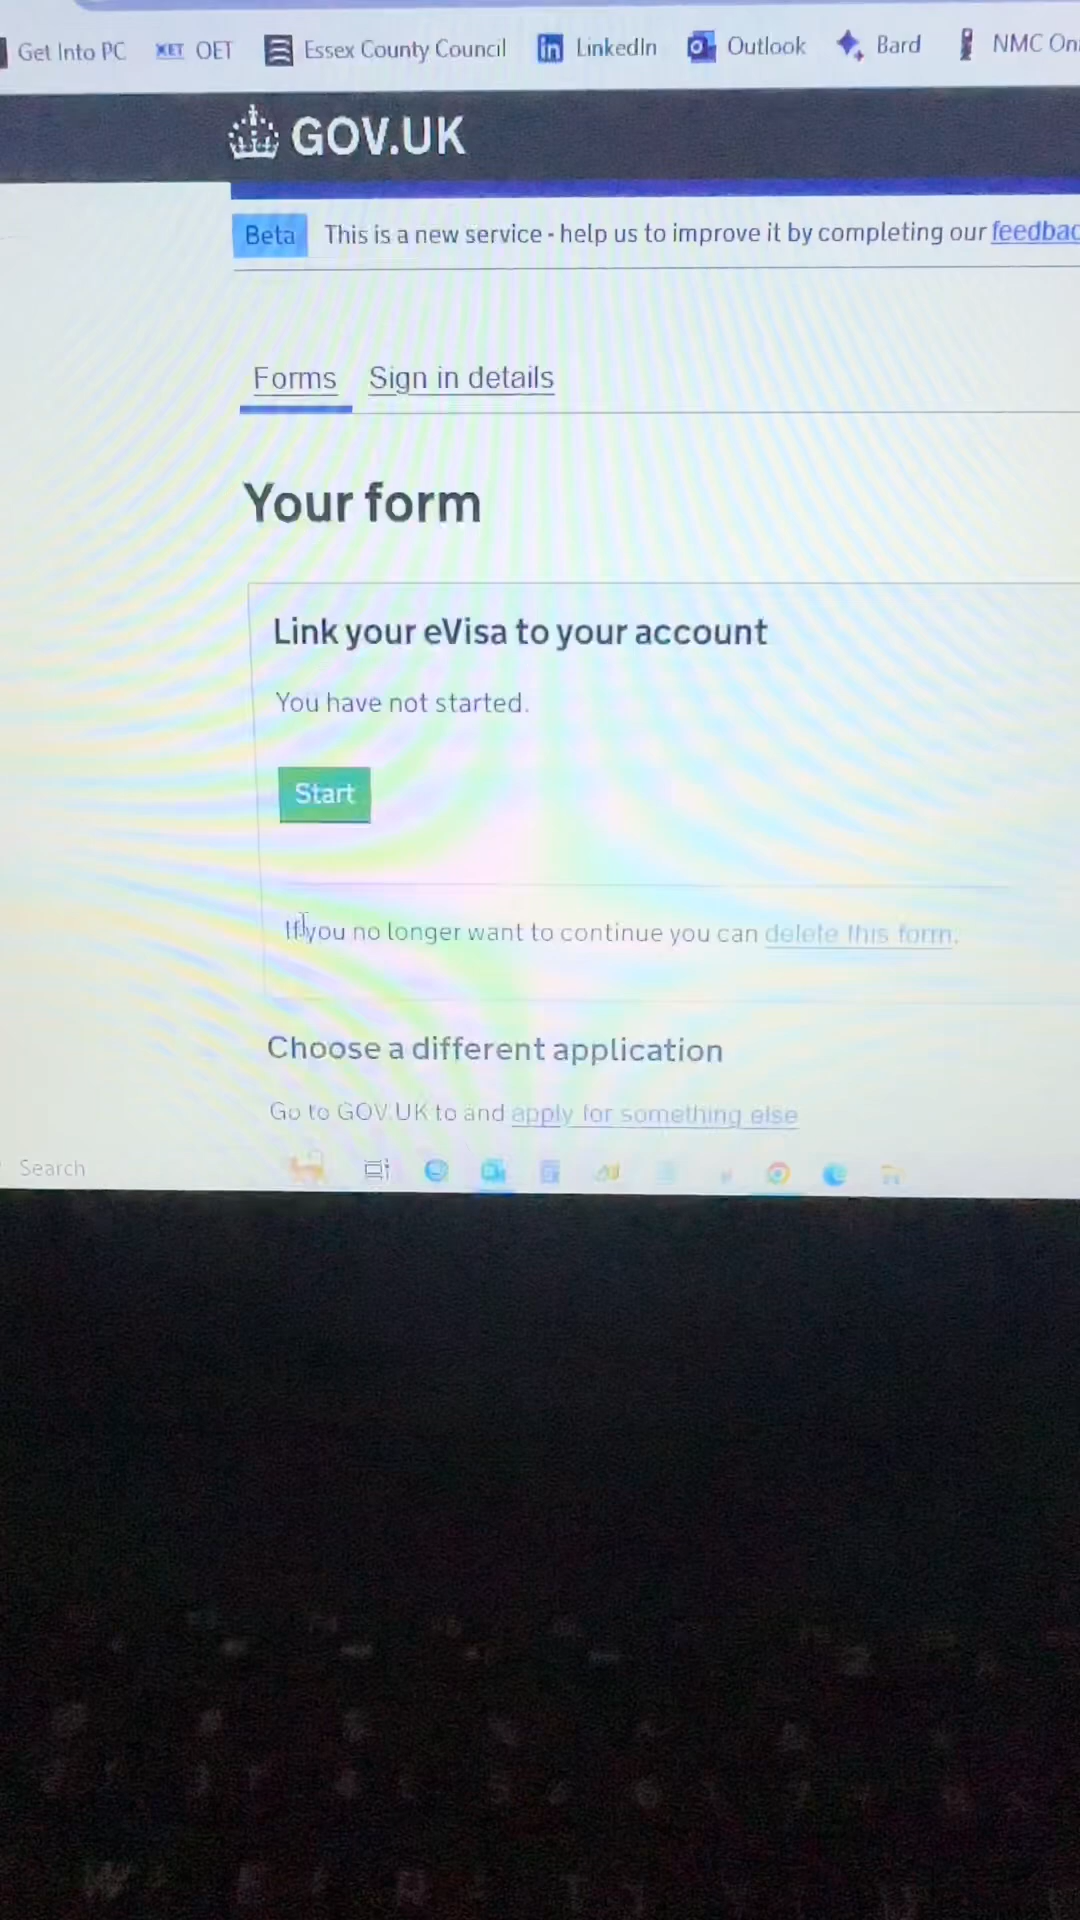 Get Into PC OET Essex County Council LinkedIn Outlook Bard NMC
GOV.UK
Beta This is a new service - help us to improve it by completing our
Forms Sign in details
Your form
Link your eVisa to your account
You have not started.
Start
If you no longer want to continue you can delete this form.
Choose a different application
Go to GOV.UK to and apply for something else
Search